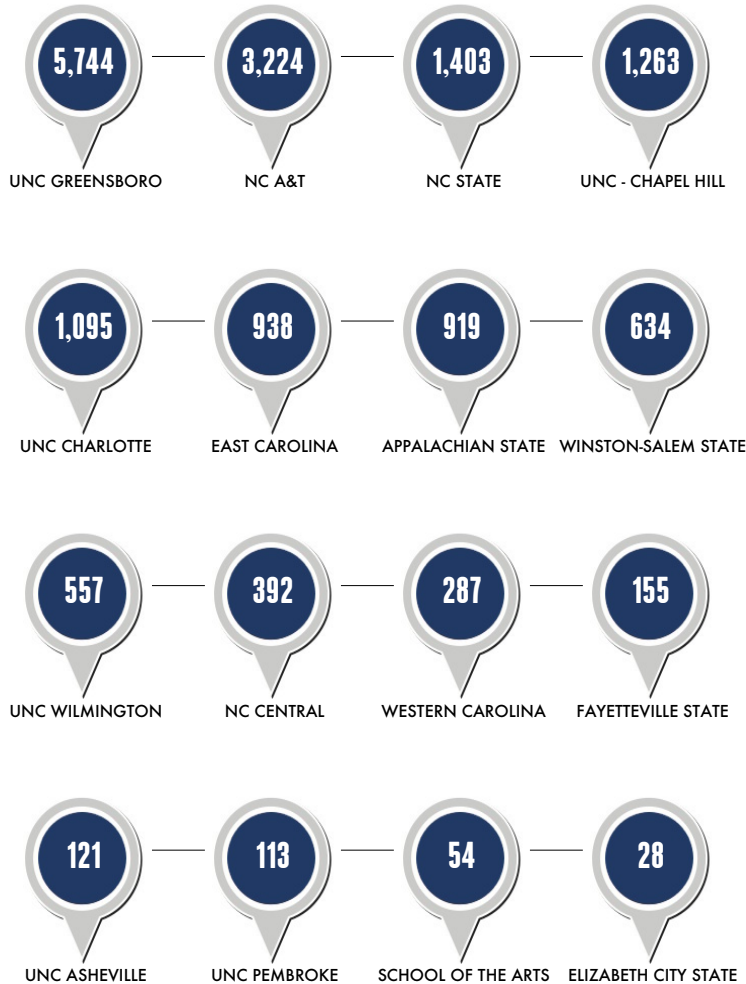 5,744 3,224 1,403 1,263
UNC GREENSBORO NC A&T NC STATE UNC - CHAPEL HILL
1,095 938 919 634
UNC CHARLOTTE EAST CAROLINA APPALACHIAN STATE WINSTON-SALEM STATE
557 392 287 155
UNC WILMINGTON NC CENTRAL WESTERN CAROLINA FAYETTEVILLE STATE
121 113 54 28
UNC ASHEVILLE UNC PEMBROKE SCHOOL OF THE ARTS ELIZABETH CITY STATE